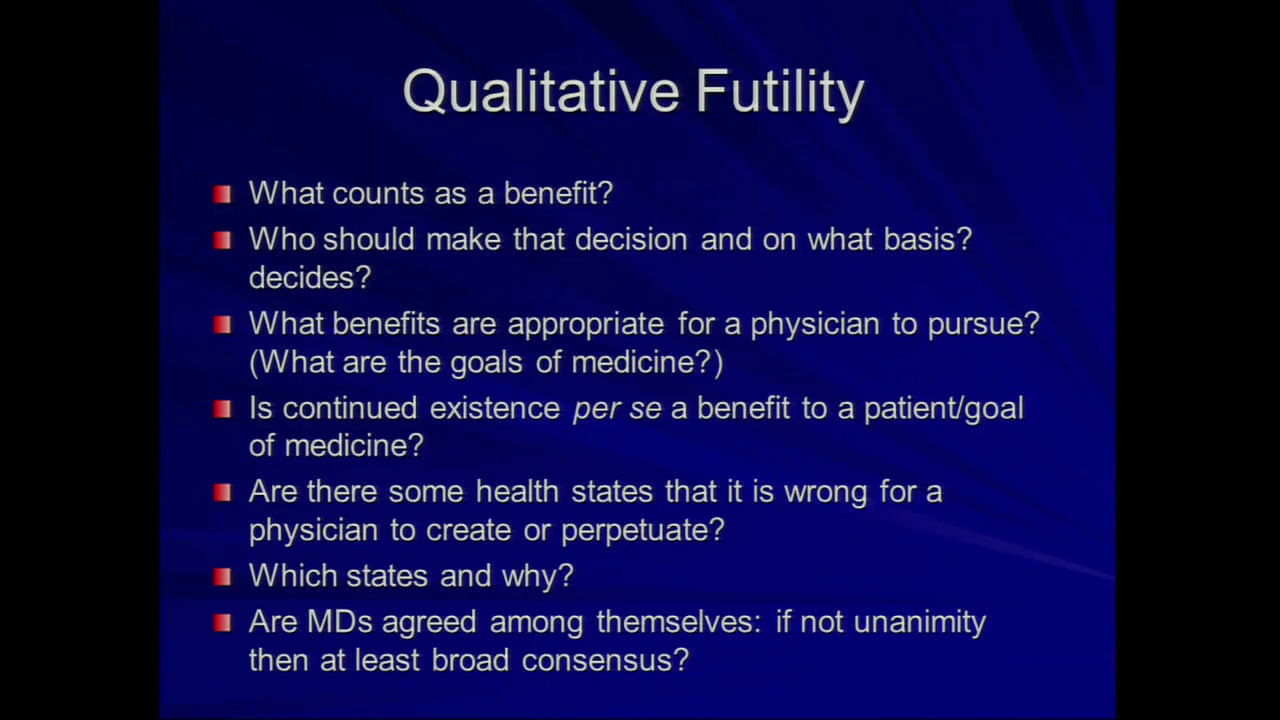 Qualitative Futility
What counts as a benefit?
Who should make that decision and on what basis?
decides?
What benefits are appropriate for a physician to pursue?
(What are the goals of medicine?)
Is continued existence per se a benefit to a patient/goal
of medicine?
Are there some health states that it is wrong for a
physician to create or perpetuate?
Which states and why?
Are MDs agreed among themselves: if not unanimity
then at least broad consensus?